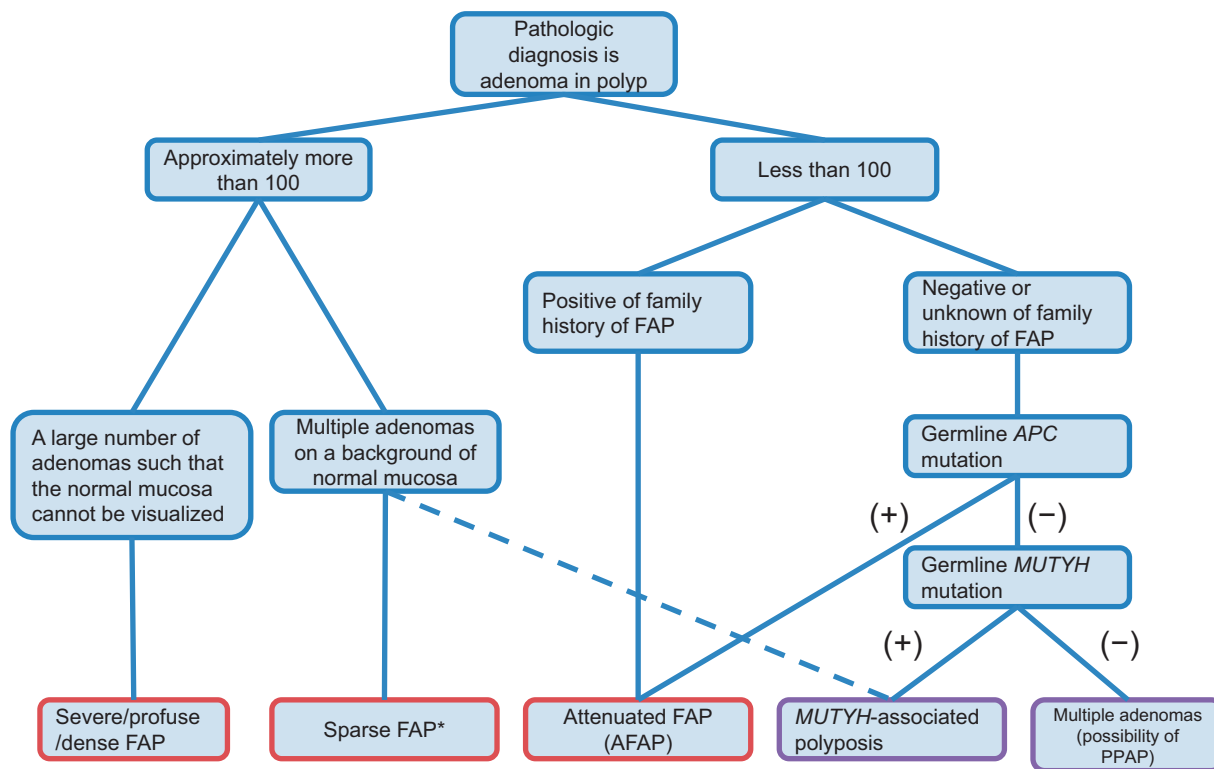 Pathologic
diagnosis is
adenoma in polyp
Approximately more
than 100
Less than 100
Positive of family
history of FAP
Negative or
unknown of family
history of FAP
A large number of
adenomas such that
the normal mucosa
cannot be visualized
Multiple adenomas
on a background of
normal mucosa
Germline APC
mutation
(+)
(−)
Germline MUTYH
mutation
(+)
(−)
Severe/profuse
/dense FAP
Sparse FAP*
Attenuated FAP
(AFAP)
MUTYH-associated
polyposis
Multiple adenomas
(possibility of
PPAP)